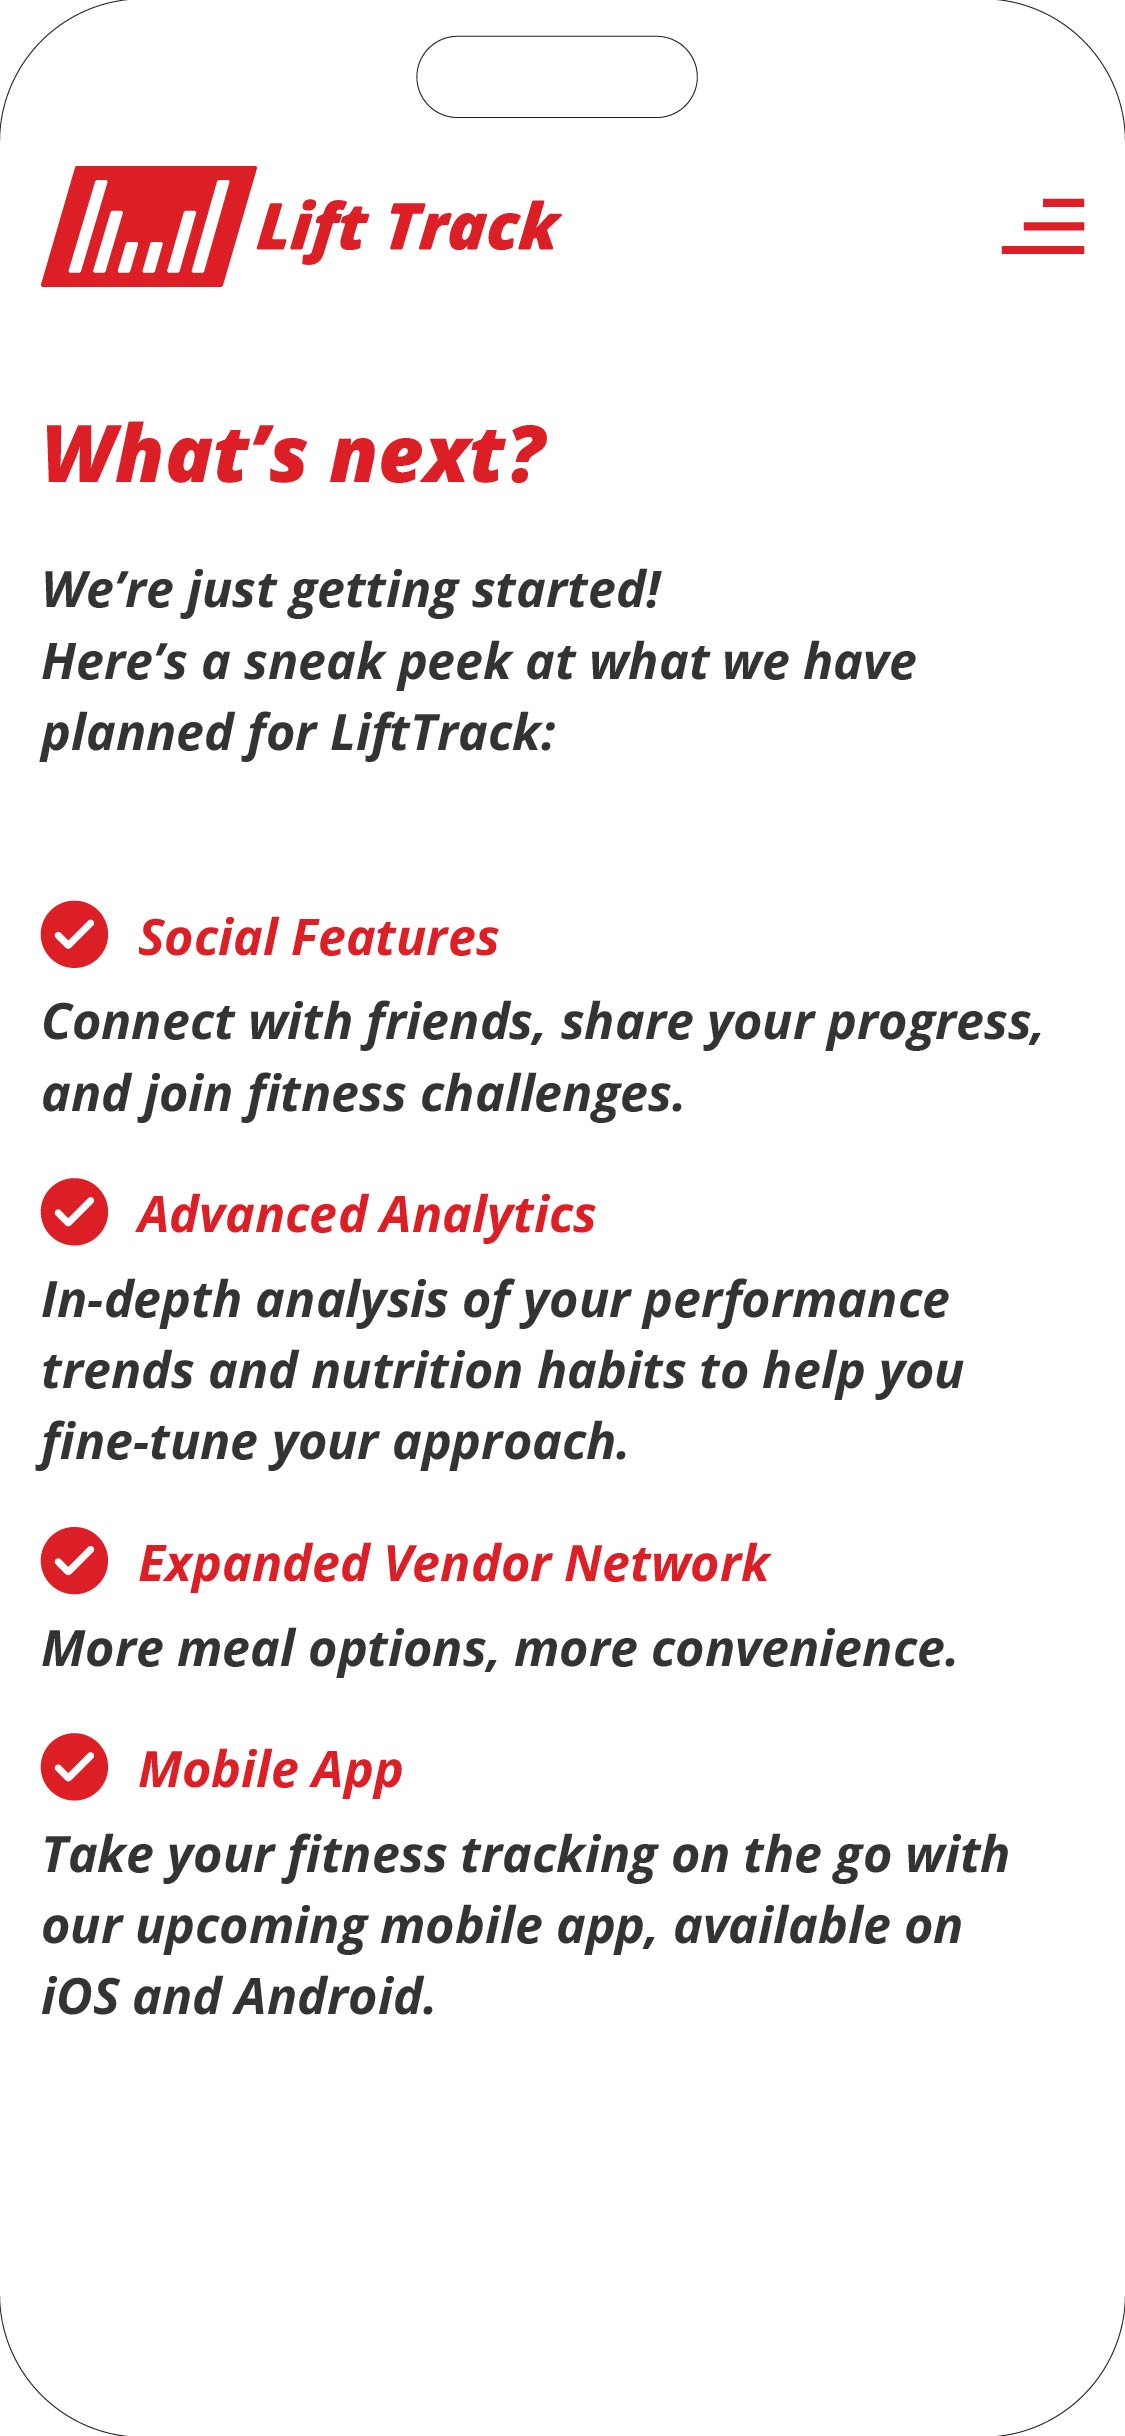 Lift Track
What’s next?
We’re just getting started!
Here’s a sneak peek at what we have
planned for LiftTrack:
Social Features
Connect with friends, share your progress,
and join fitness challenges.
Advanced Analytics
In-depth analysis of your performance
trends and nutrition habits to help you
fine-tune your approach.
Expanded Vendor Network
More meal options, more convenience.
Mobile App
Take your fitness tracking on the go with
our upcoming mobile app, available on
iOS and Android.